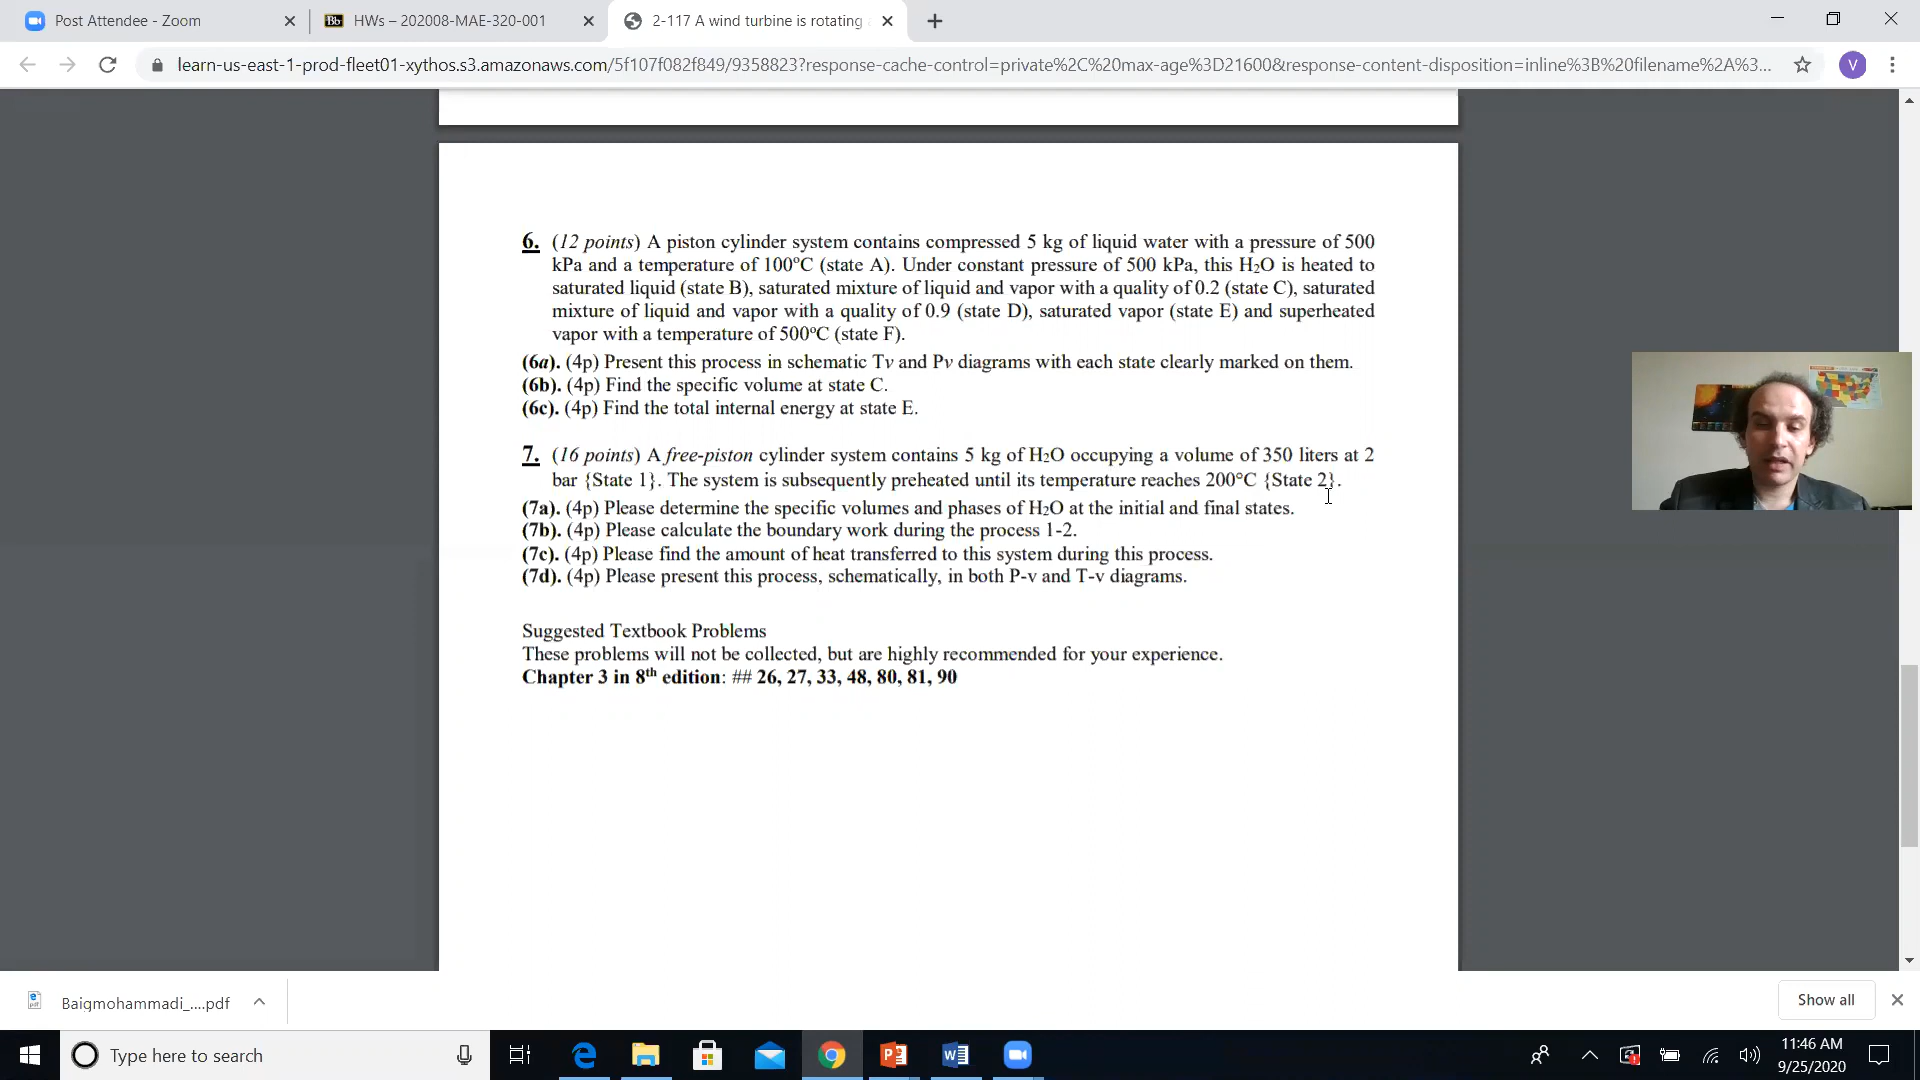 Post Attendee - Zoom
Bb HWs – 202008-MAE-320-001
2-117 A wind turbine is rotating
learn-us-east-1-prod-fleet01-xythos.s3.amazonaws.com/5f107f082f849/9358823?response-cache-control=private%2C%20max-age%3D21600&response-content-disposition=inline%3B%20filename%2A%3...
V
6. (12 points) A piston cylinder system contains compressed 5 kg of liquid water with a pressure of 500
kPa and a temperature of 100°C (state A). Under constant pressure of 500 kPa, this H2O is heated to
saturated liquid (state B), saturated mixture of liquid and vapor with a quality of 0.2 (state C), saturated
mixture of liquid and vapor with a quality of 0.9 (state D), saturated vapor (state E) and superheated
vapor with a temperature of 500°C (state F).
(6a). (4p) Present this process in schematic Tv and Pv diagrams with each state clearly marked on them.
(6b). (4p) Find the specific volume at state C.
(6c). (4p) Find the total internal energy at state E.
7. (16 points) A free-piston cylinder system contains 5 kg of H2O occupying a volume of 350 liters at 2
bar {State 1}. The system is subsequently preheated until its temperature reaches 200°C {State 2}.
(7a). (4p) Please determine the specific volumes and phases of H2O at the initial and final states.
(7b). (4p) Please calculate the boundary work during the process 1-2.
(7c). (4p) Please find the amount of heat transferred to this system during this process.
(7d). (4p) Please present this process, schematically, in both P-v and T-v diagrams.
Suggested Textbook Problems
These problems will not be collected, but are highly recommended for your experience.
Chapter 3 in 8th edition: ## 26, 27, 33, 48, 80, 81, 90
Baigmohammadi_....pdf
Show all
Type here to search
11:46 AM
9/25/2020